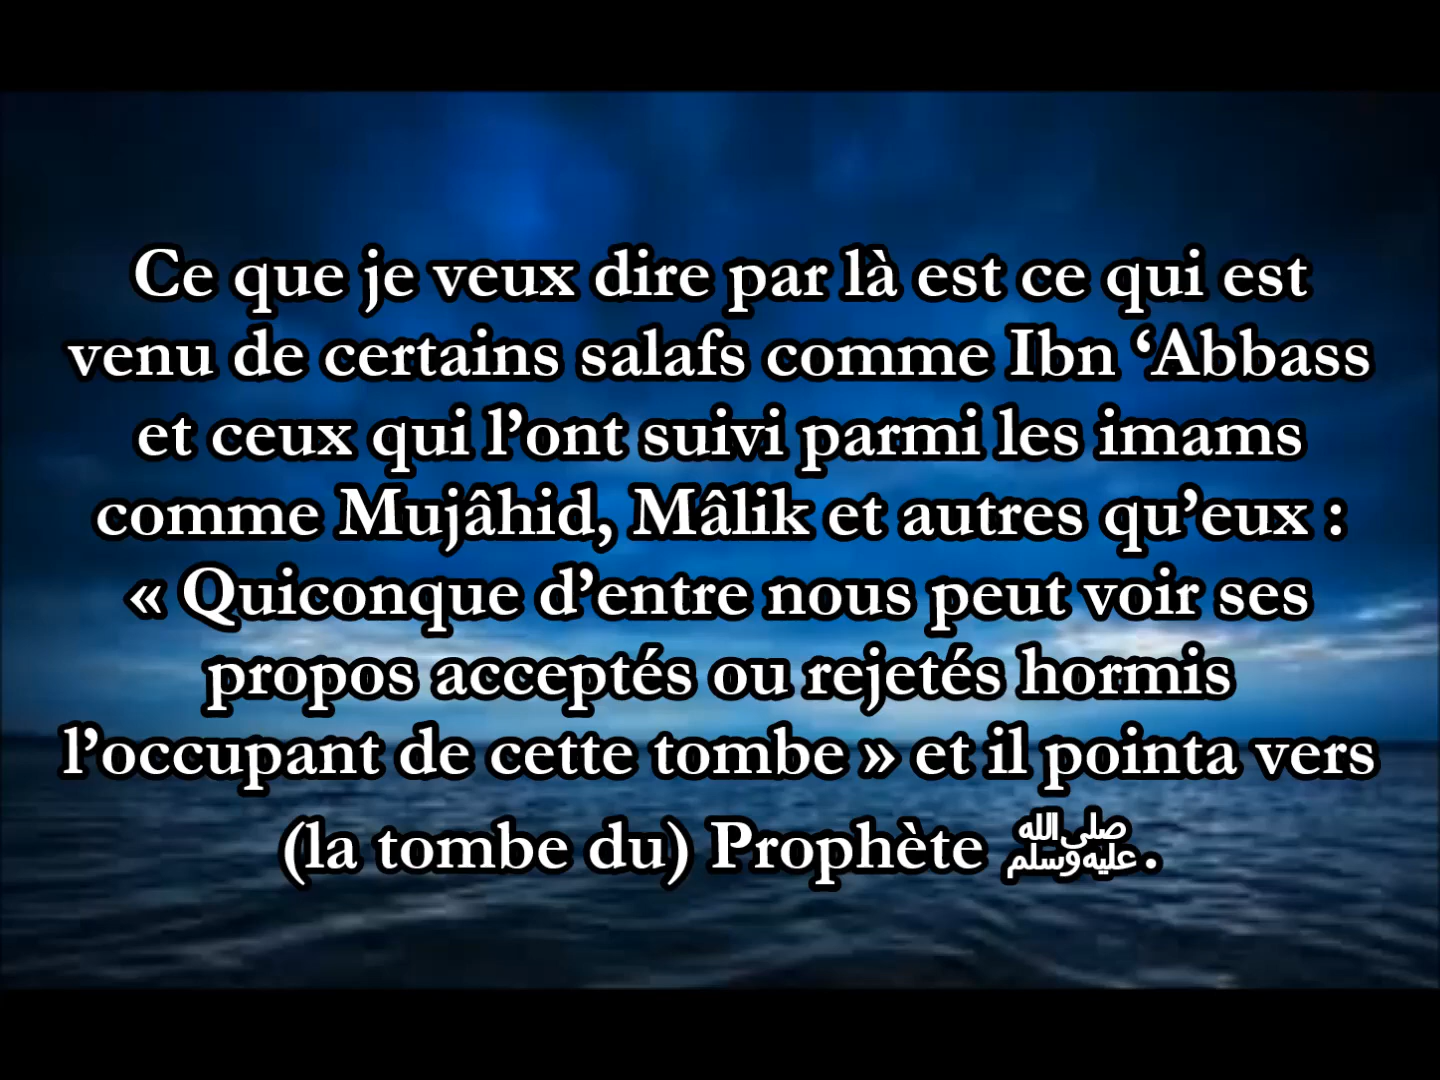 Ce que je veux dire par là est ce qui est
venu de certains salafs comme Ibn ‘Abbass
et ceux qui l’ont suivi parmi les imams
comme Mujâhid, Mâlik et autres qu’eux :
« Quiconque d’entre nous peut voir ses
propos acceptés ou rejetés hormis
l’occupant de cette tombe » et il pointa vers
(la tombe du) Prophète ﷺ.